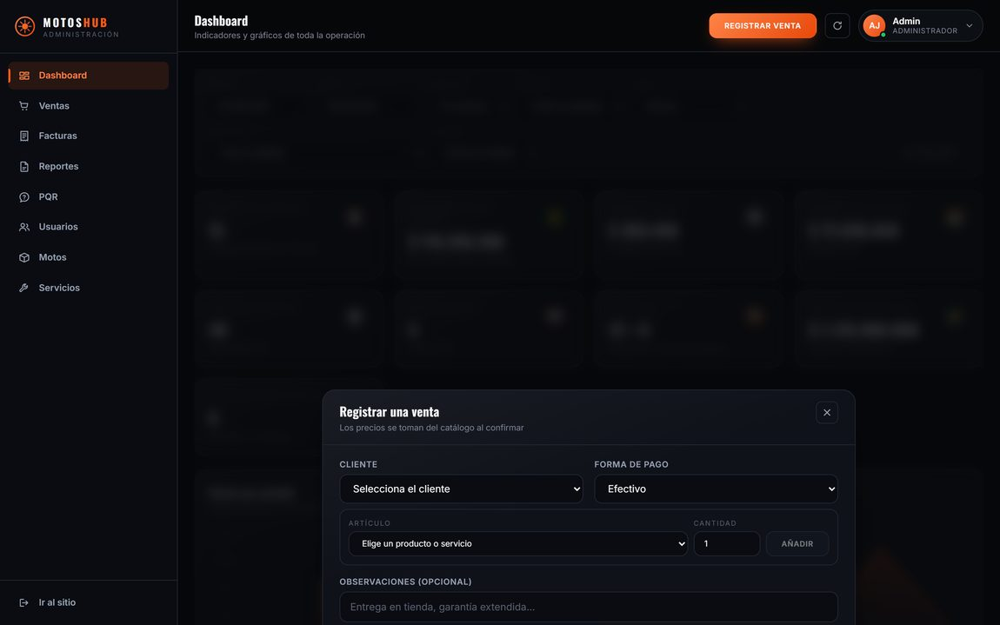 MOTOSHUB
ADMINISTRACIÓN
Dashboard
Ventas
Facturas
Reportes
PQR
Usuarios
Motos
Servicios
Ir al sitio
Dashboard
Indicadores y gráficos de toda la operación
REGISTRAR VENTA
AJ
Admin
ADMINISTRADOR
Registrar una venta
Los precios se toman del catálogo al confirmar
CLIENTE
Selecciona el cliente
FORMA DE PAGO
Efectivo
ARTÍCULO
Elige un producto o servicio
CANTIDAD
1
AÑADIR
OBSERVACIONES (OPCIONAL)
Entrega en tienda, garantía extendida...